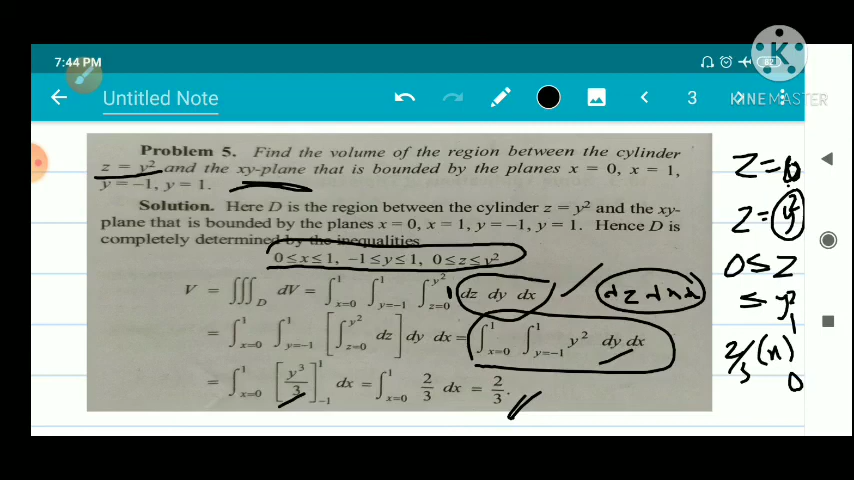 7:44 PM
82
K
KINEMASTER
Untitled Note
3
Problem 5. Find the volume of the region between the cylinder
z = y² and the xy-plane that is bounded by the planes x = 0, x = 1,
y = −1, y = 1.
Solution. Here D is the region between the cylinder z = y² and the xy-
plane that is bounded by the planes x = 0, x = 1, y = −1, y = 1. Hence D is
completely determined by the inequalities
0 ≤ x ≤ 1, −1 ≤ y ≤ 1, 0 ≤ z ≤ y²
V = ∭_D dV = ∫_{x=0}^{1} ∫_{y=−1}^{1} ∫_{z=0}^{y²} dz dy dx
= ∫_{x=0}^{1} ∫_{y=−1}^{1} [∫_{z=0}^{y²} dz] dy dx = ∫_{x=0}^{1} ∫_{y=−1}^{1} y² dy dx
= ∫_{x=0}^{1} [y³/3]_{−1}^{1} dx = ∫_{x=0}^{1} 2/3 dx = 2/3.
z = 0
z = y²
0 ≤ z
≤ y²
2/3 (x)
1
0